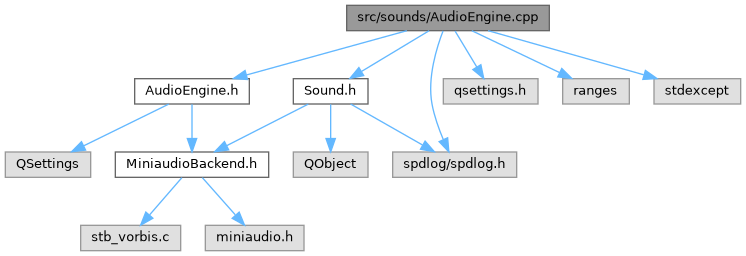 src/sounds/AudioEngine.cpp
AudioEngine.h
Sound.h
qsettings.h
ranges
stdexcept
QSettings
MiniaudioBackend.h
QObject
spdlog/spdlog.h
stb_vorbis.c
miniaudio.h